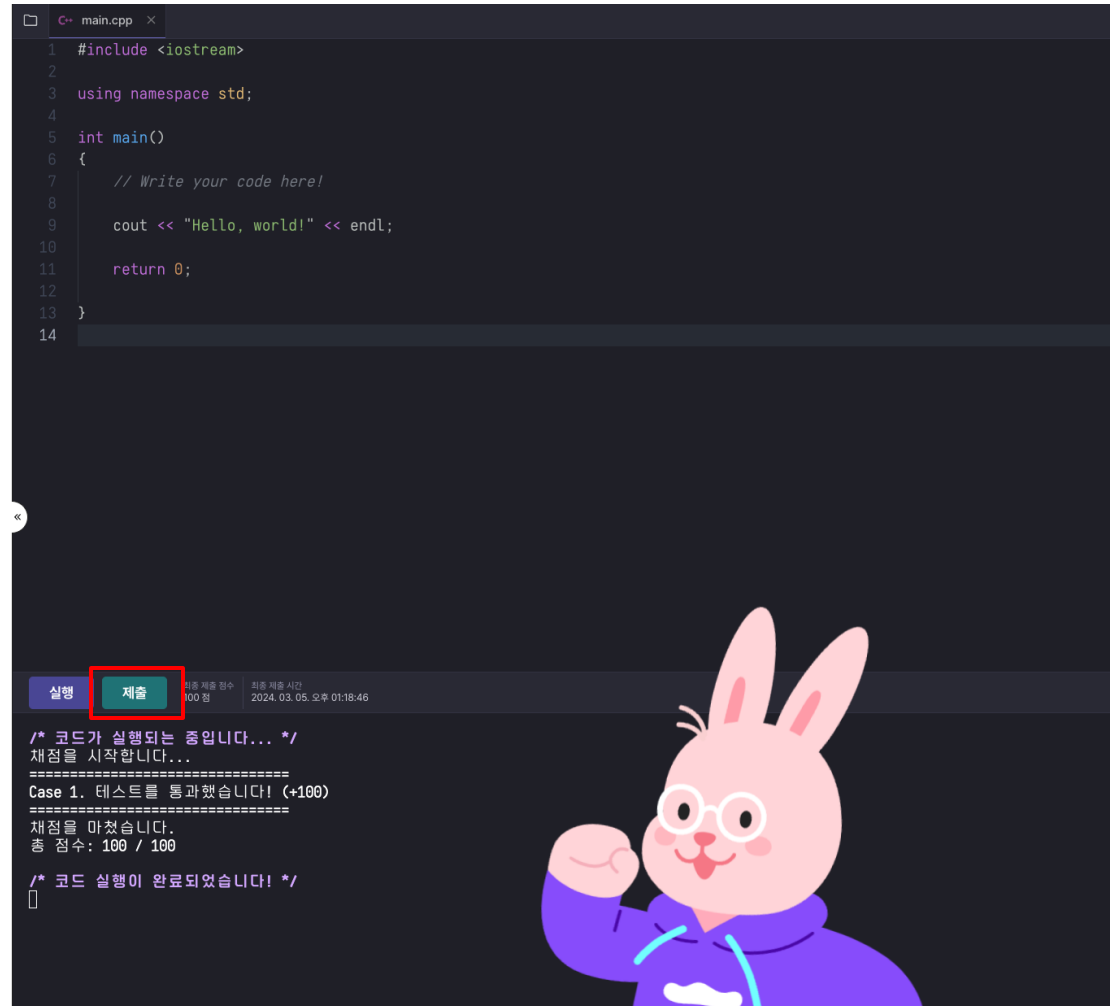 C++ main.cpp ×
1 #include <iostream>
2
3 using namespace std;
4
5 int main()
6 {
7 // Write your code here!
8
9 cout << "Hello, world!" << endl;
10
11 return 0;
12
13 }
14
«
실행 제출 최종 제출 점수 최종 제출 시간
100 점 2024. 03. 05. 오후 01:18:46
/* 코드가 실행되는 중입니다... */
채점을 시작합니다...
================================
Case 1. 테스트를 통과했습니다! (+100)
================================
채점을 마쳤습니다.
총 점수: 100 / 100
/* 코드 실행이 완료되었습니다! */